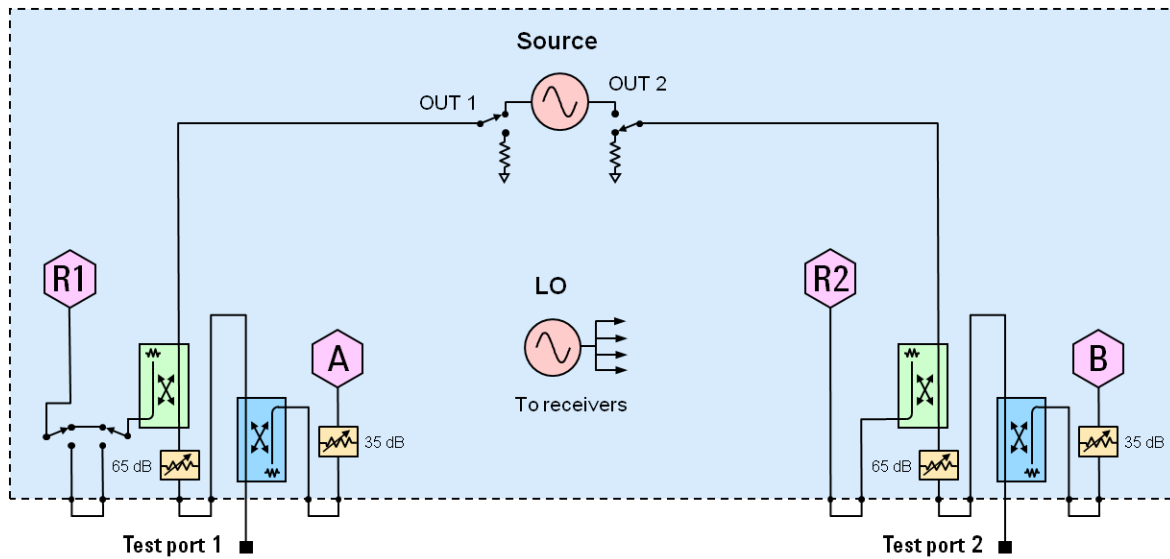 Source
OUT 1
OUT 2
R1
LO
R2
A
B
To receivers
35 dB
35 dB
65 dB
65 dB
Test port 1
Test port 2